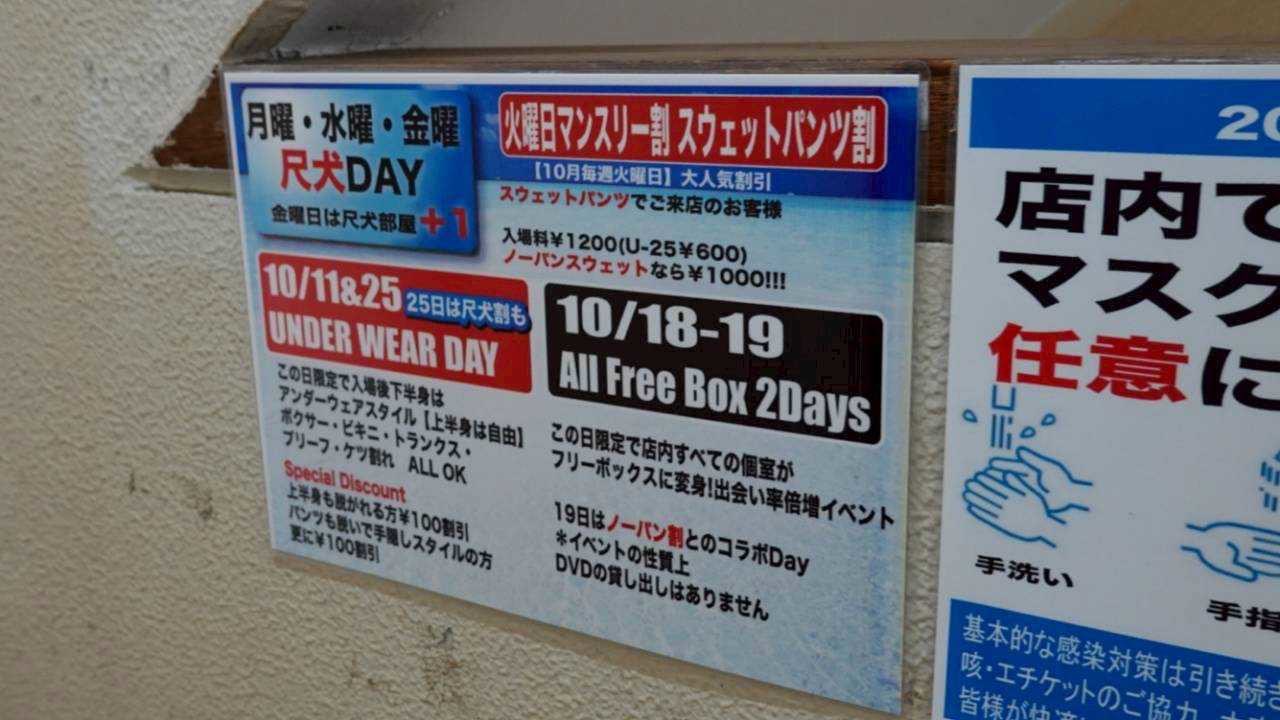 月曜・水曜・金曜
尺犬DAY
金曜日は尺犬部屋+1
火曜日マンスリー割 スウェットパンツ割
【10月毎週火曜日】大人気割引
スウェットパンツでご来店のお客様
入場料¥1200(U-25¥600)
ノーパンスウェットなら¥1000!!!
10/11&25 25日は尺犬割も
UNDER WEAR DAY
この日限定で入場後下半身は
アンダーウェアスタイル【上半身は自由】
ボクサー・ビキニ・トランクス・
ブリーフ・ケツ割れ ALL OK
Special Discount
上半身も脱がれる方¥100割引
パンツも脱いで手隠しスタイルの方
更に¥100割引
10/18-19
All Free Box 2Days
この日限定で店内すべての個室が
フリーボックスに変身!出会い率倍増イベント
19日はノーパン割とのコラボDay
*イベントの性質上
DVDの貸し出しはありません
20
店内で
マスク
任意に
手洗い
手指
基本的な感染対策は引き続き
咳・エチケットのご協力
皆様が快適